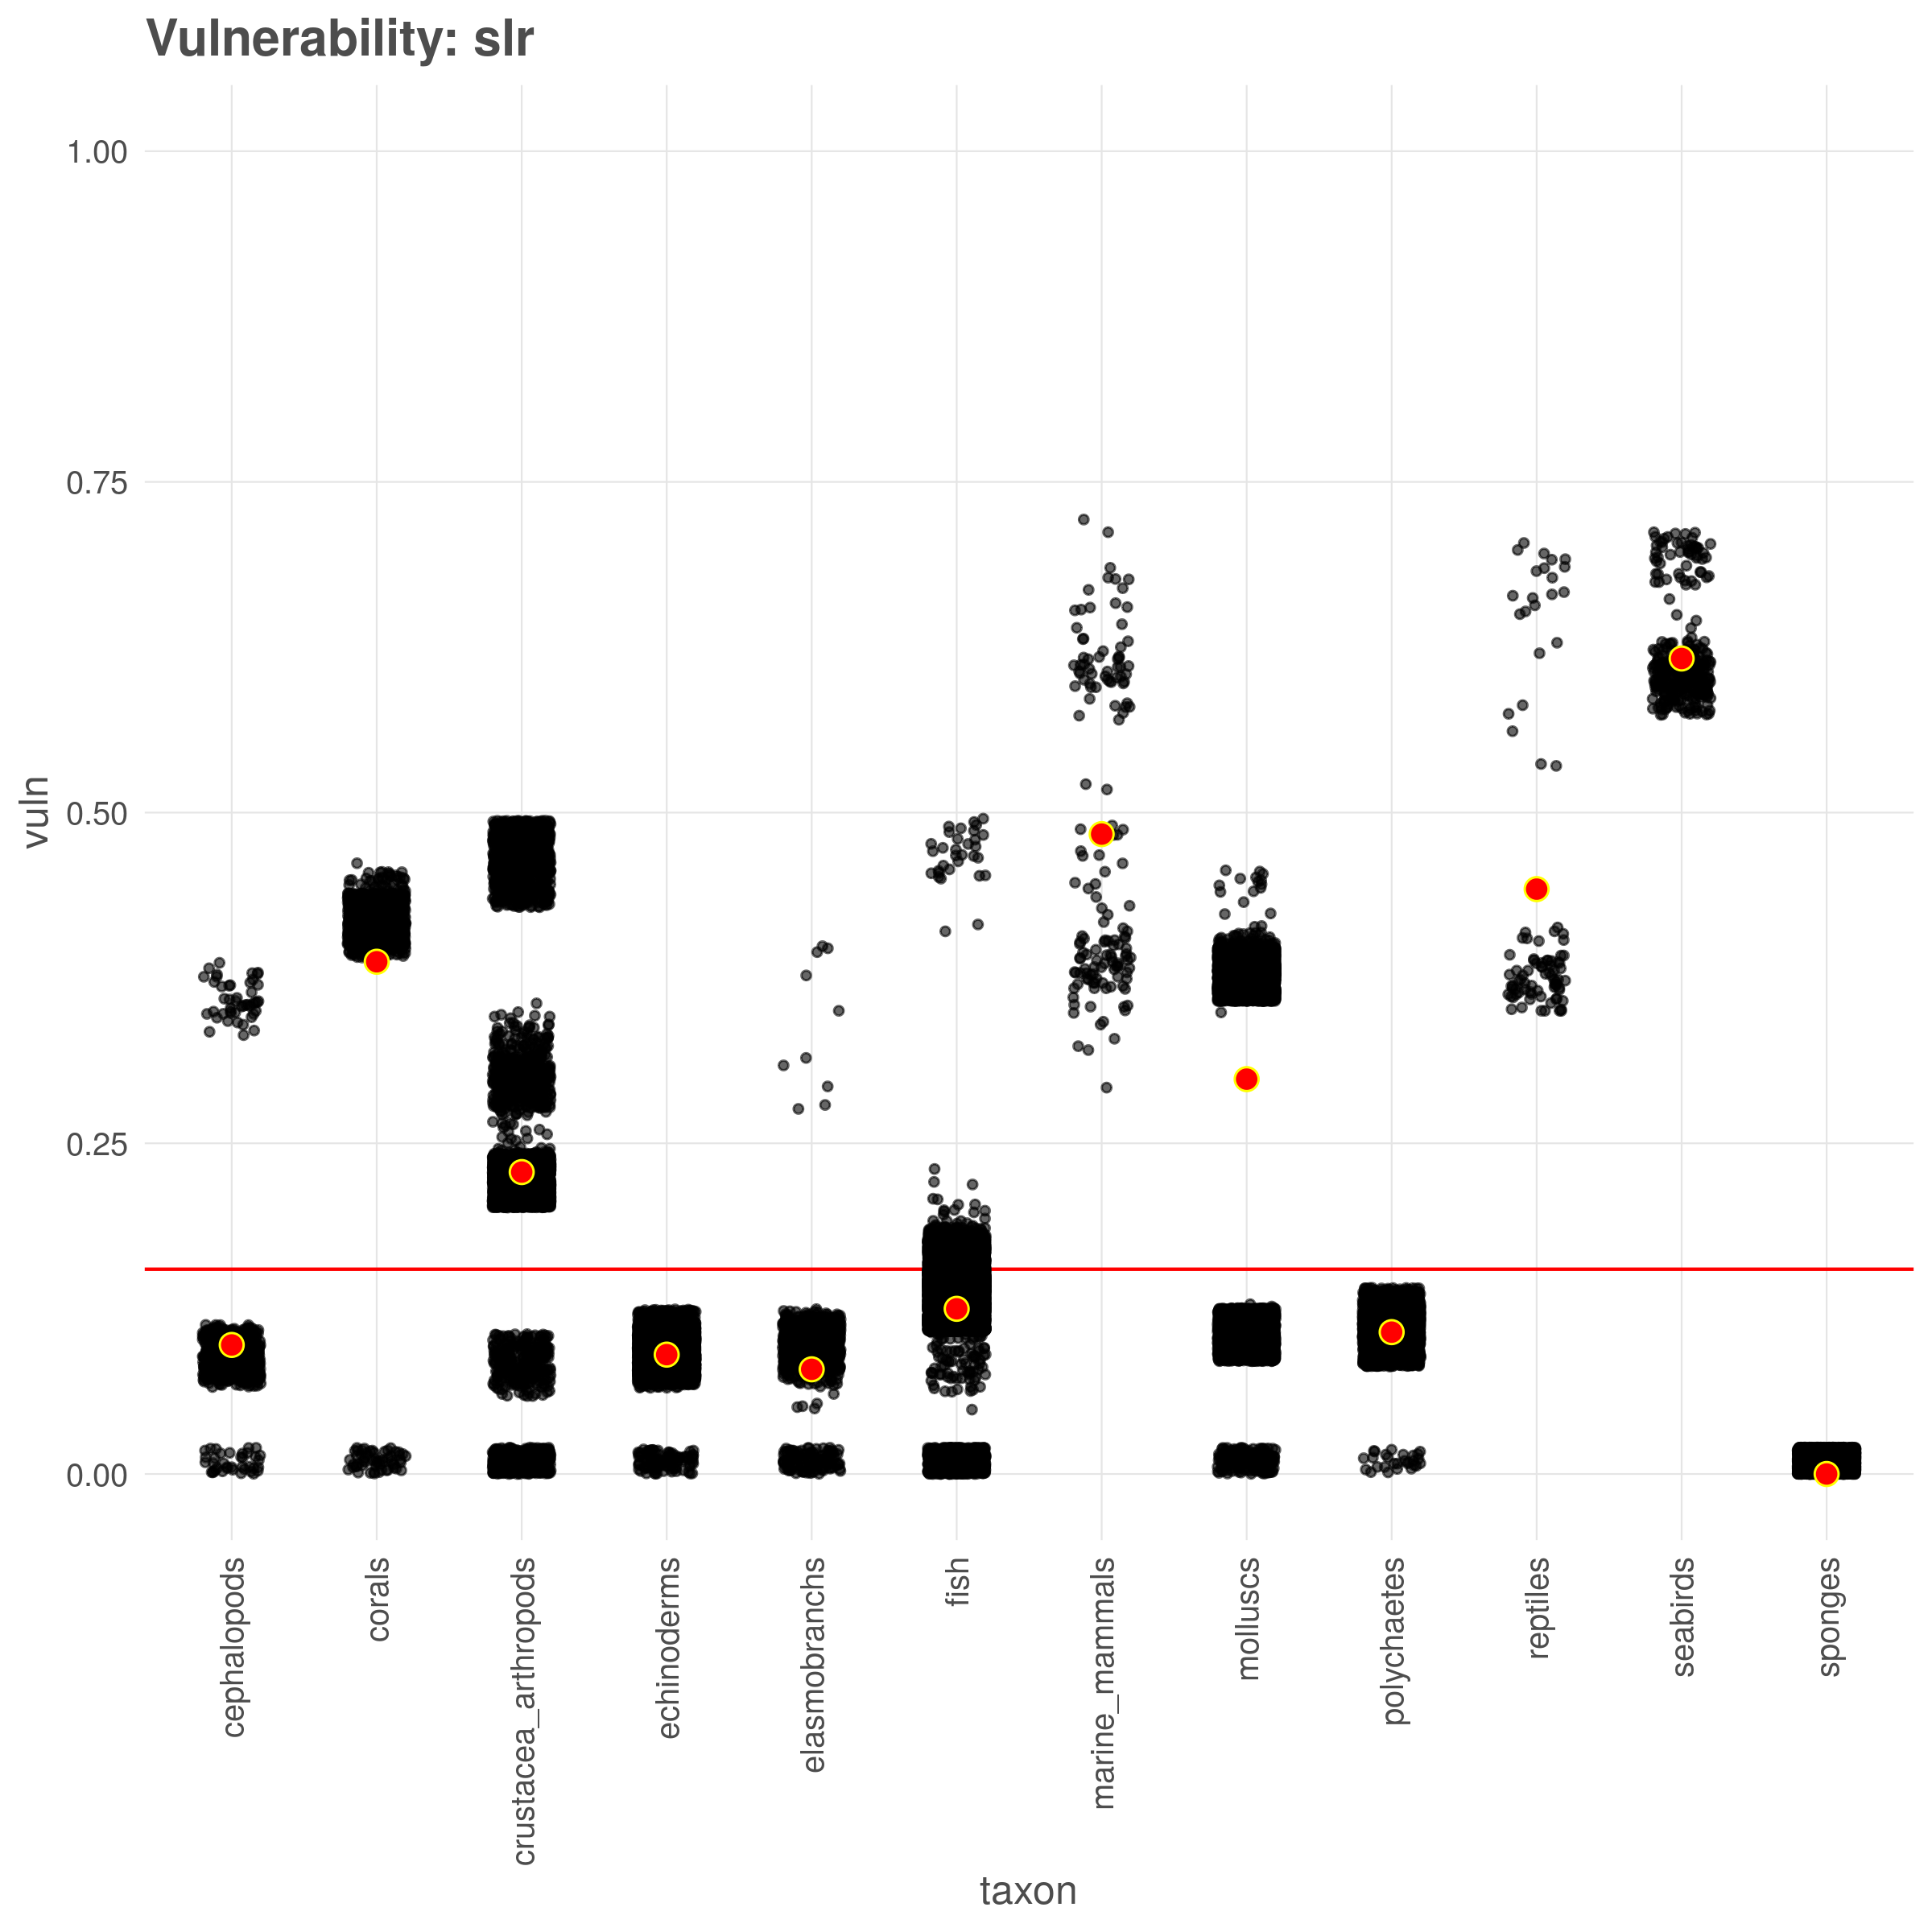 Vulnerability: slr
vuln
1.00
0.75
0.50
0.25
0.00
cephalopods
corals
crustacea_arthropods
echinoderms
elasmobranchs
fish
marine_mammals
molluscs
polychaetes
reptiles
seabirds
sponges
taxon